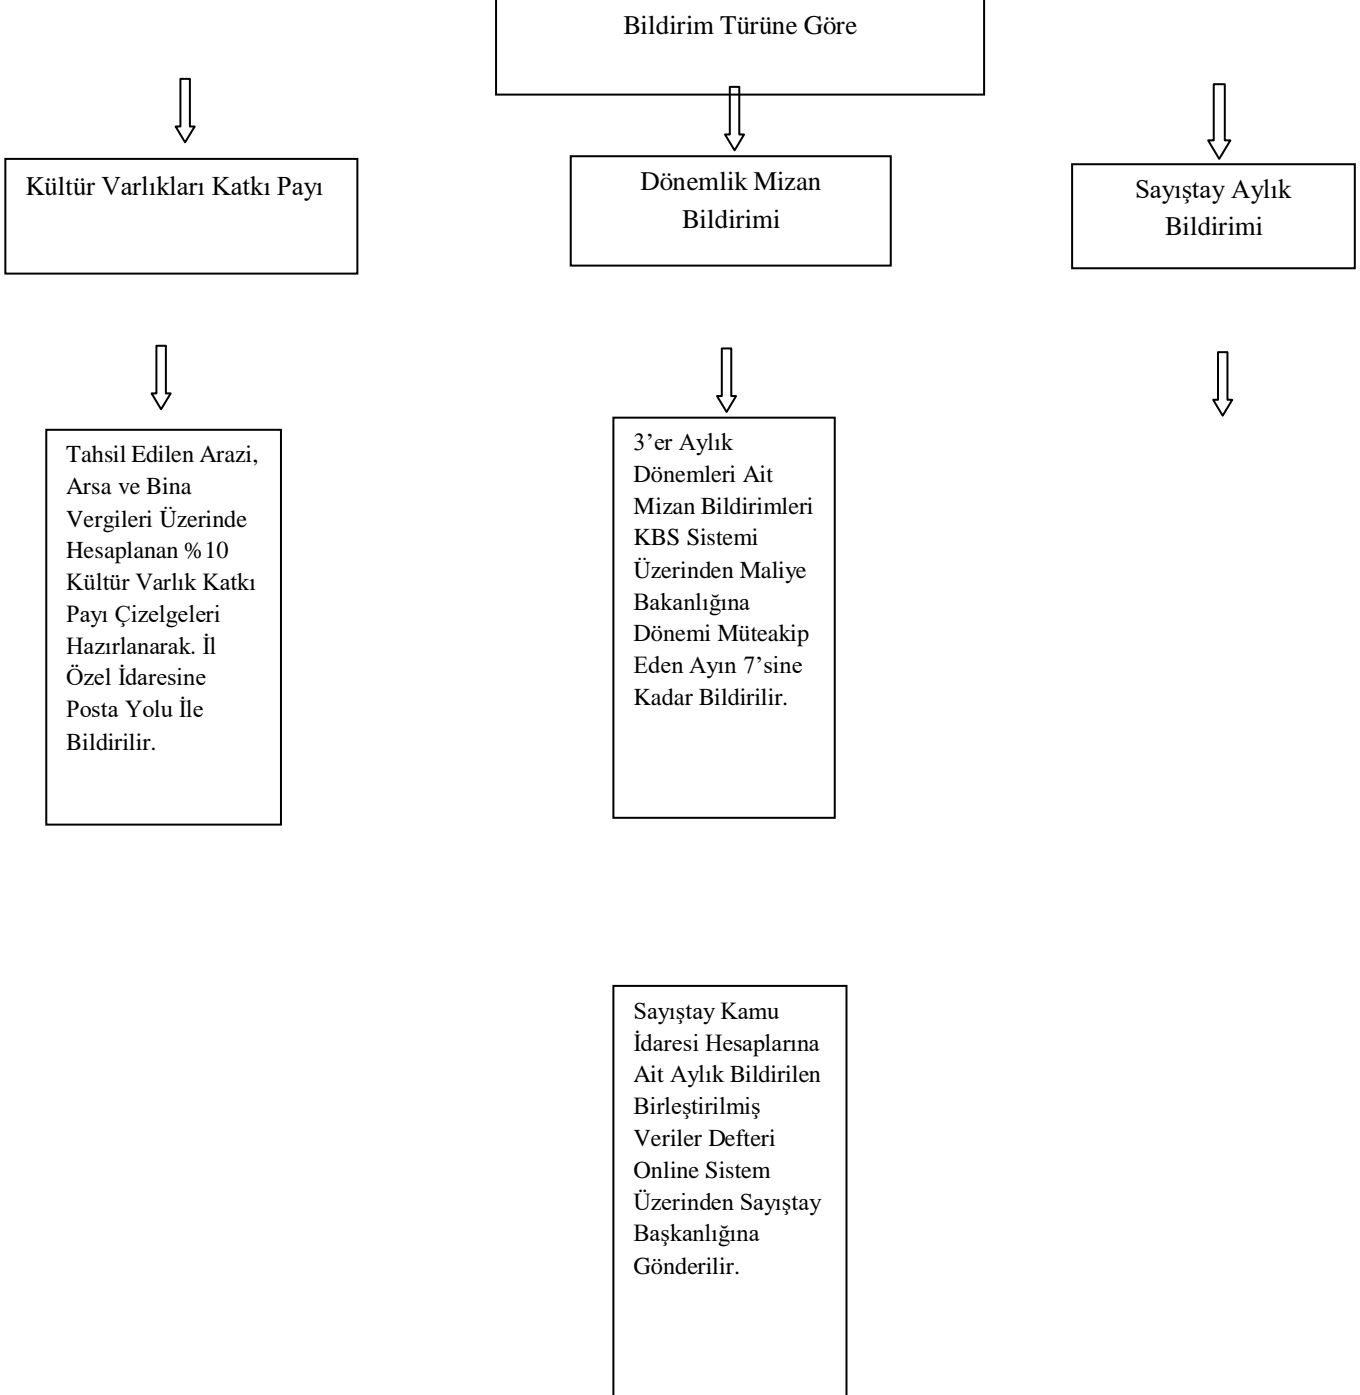 Bildirim Türüne Göre
Kültür Varlıkları Katkı Payı
Dönemlik Mizan
Bildirimi
Sayıştay Aylık
Bildirimi
Tahsil Edilen Arazi,
Arsa ve Bina
Vergileri Üzerinde
Hesaplanan %10
Kültür Varlık Katkı
Payı Çizelgeleri
Hazırlanarak. İl
Özel İdaresine
Posta Yolu İle
Bildirilir.
3’er Aylık
Dönemleri Ait
Mizan Bildirimleri
KBS Sistemi
Üzerinden Maliye
Bakanlığına
Dönemi Müteakip
Eden Ayın 7’sine
Kadar Bildirilir.
Sayıştay Kamu
İdaresi Hesaplarına
Ait Aylık Bildirilen
Birleştirilmiş
Veriler Defteri
Online Sistem
Üzerinden Sayıştay
Başkanlığına
Gönderilir.